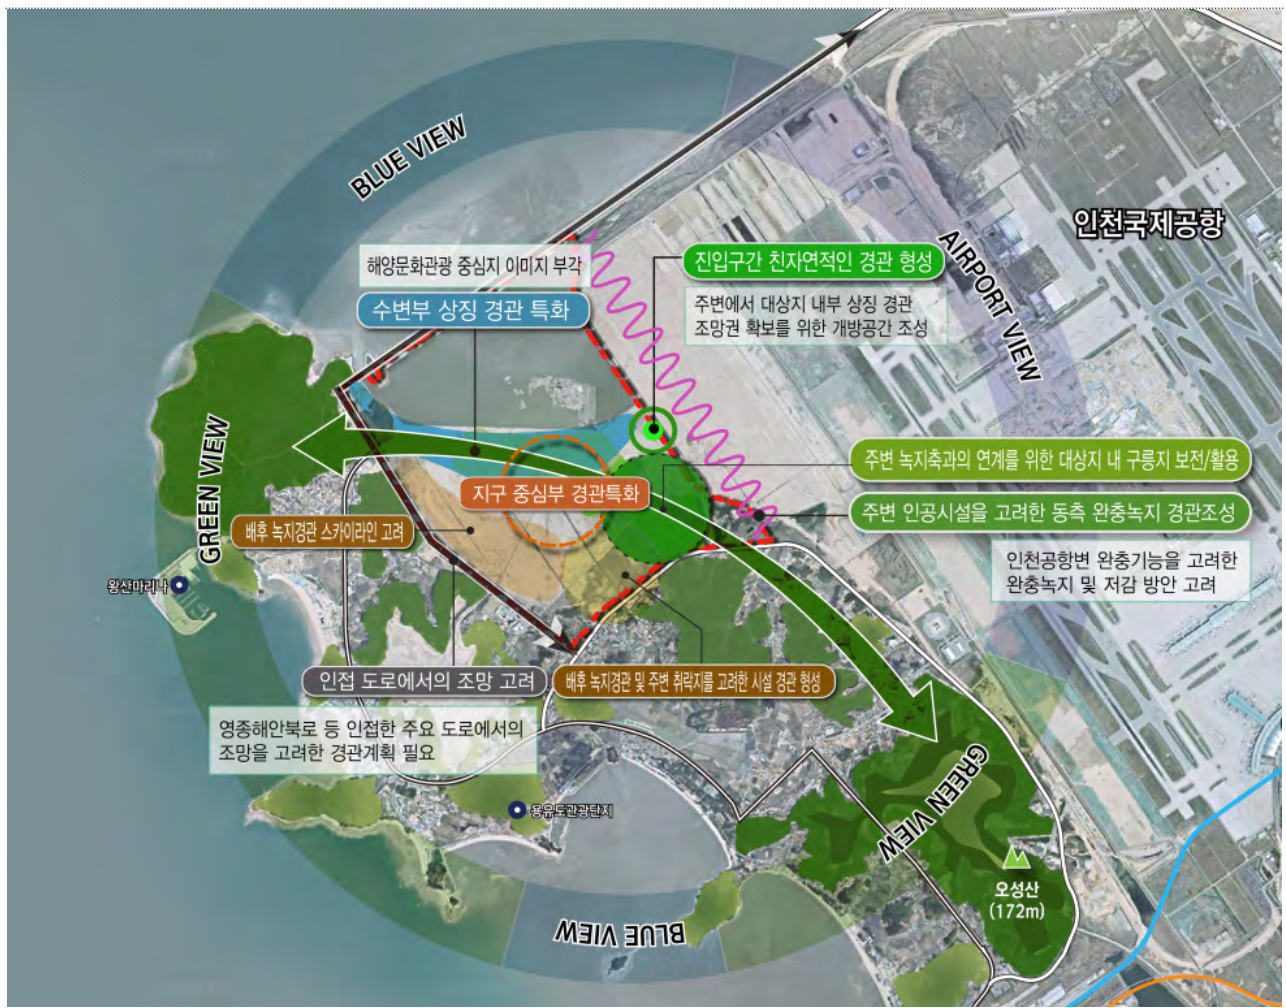 BLUE VIEW
인천국제공항
AIRPORT VIEW
해양문화관광 중심지 이미지 부각
수변부 상징 경관 특화
진입구간 친자연적인 경관 형성
주변에서 대상지 내부 상징 경관
조망권 확보를 위한 개방공간 조성
GREEN VIEW
주변 녹지축과의 연계를 위한 대상지 내 구릉지 보전/활용
지구 중심부 경관특화
주변 인공시설을 고려한 동측 완충녹지 경관조성
배후 녹지경관 스카이라인 고려
인천공항변 완충기능을 고려한
완충녹지 및 저감 방안 고려
왕산마리나
인접 도로에서의 조망 고려
배후 녹지경관 및 주변 취락지를 고려한 시설 경관 형성
영종해안북로 등 인접한 주요 도로에서의
조망을 고려한 경관계획 필요
GREEN VIEW
용유도관광단지
오성산
(172m)
BLUE VIEW